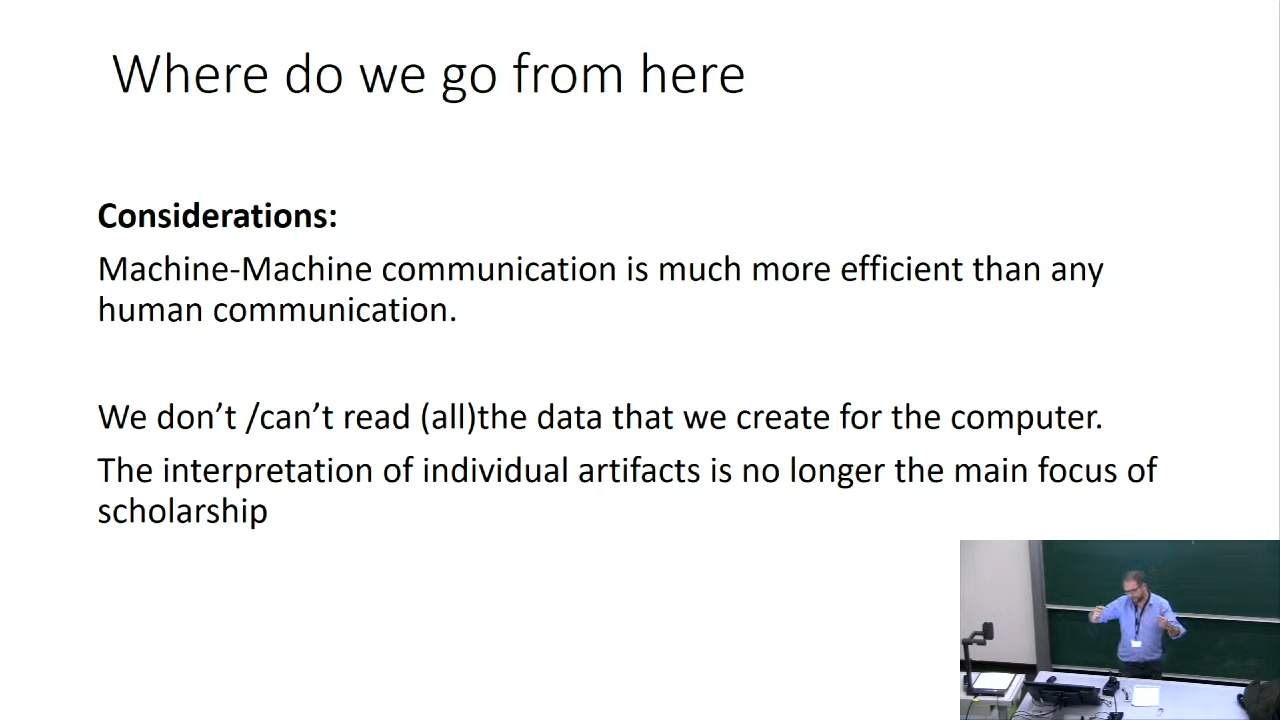 Where do we go from here
Considerations:
Machine-Machine communication is much more efficient than any
human communication.
We don’t /can’t read (all)the data that we create for the computer.
The interpretation of individual artifacts is no longer the main focus of
scholarship